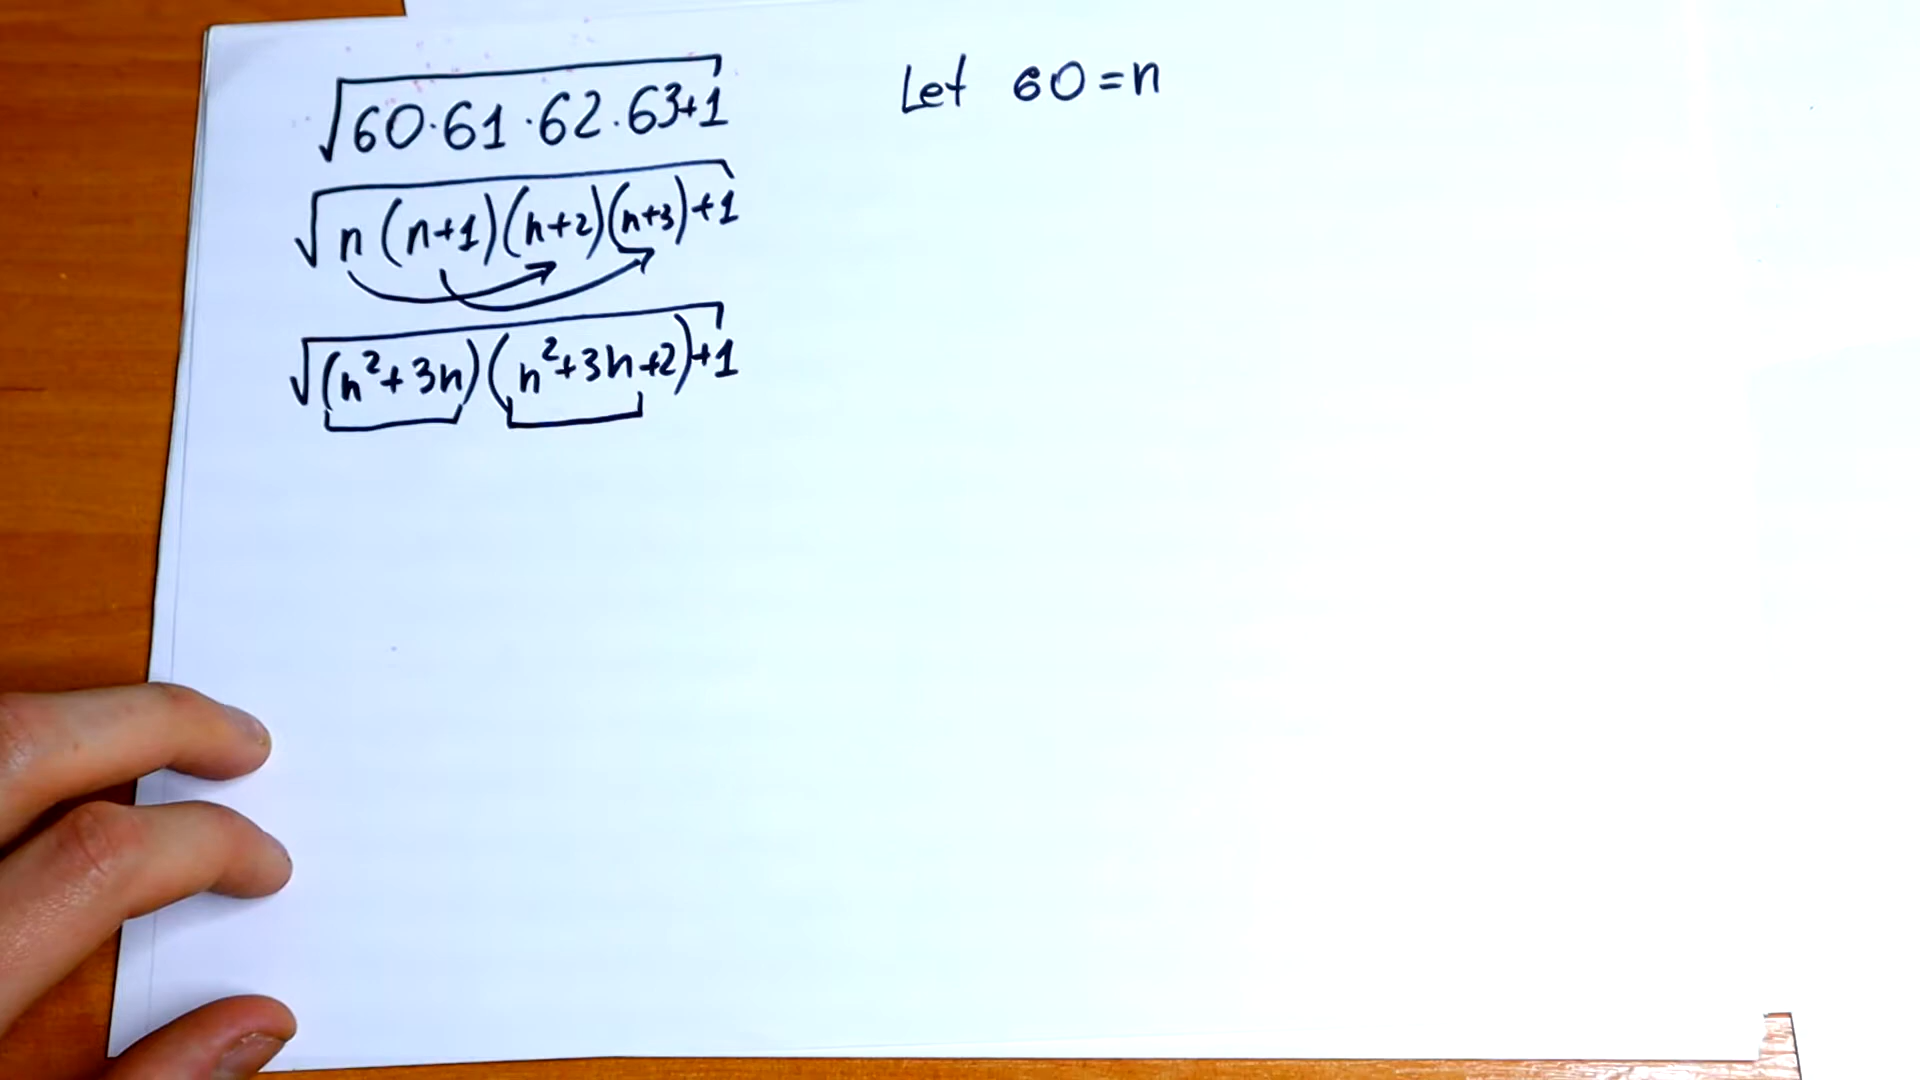 √60·61·62·63+1
Let 60=n
√n(n+1)(n+2)(n+3)+1
√(n²+3n)(n²+3n+2)+1